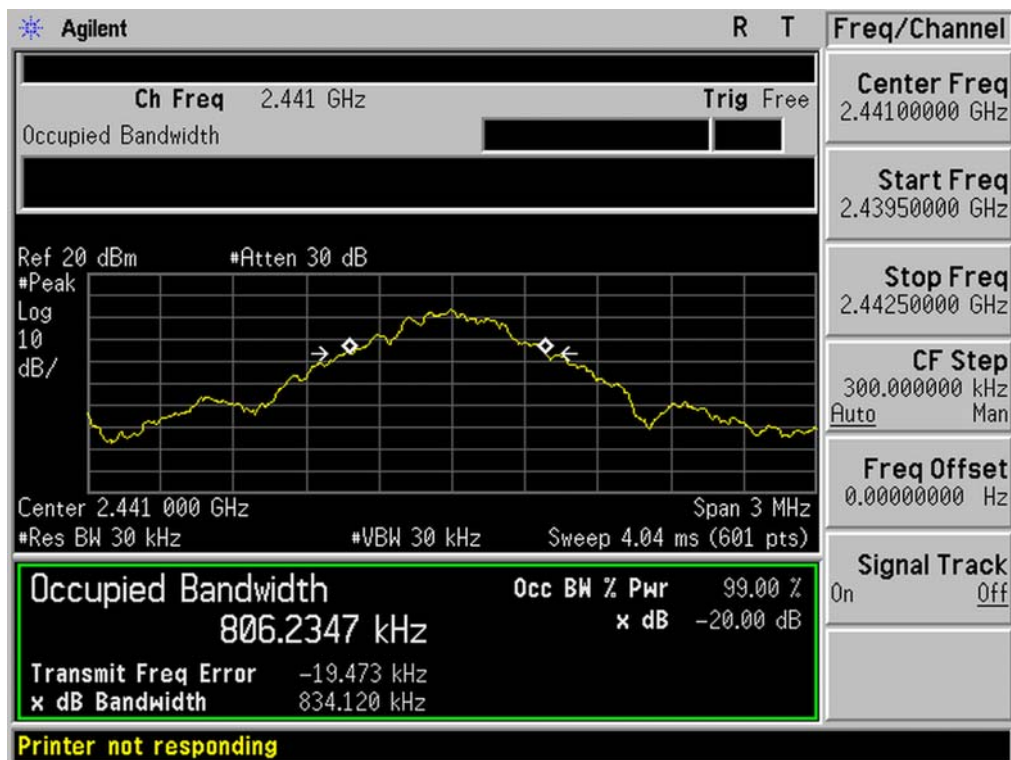 Agilent R T
Ch Freq 2.441 GHz Trig Free
Occupied Bandwidth
Ref 20 dBm #Atten 30 dB
#Peak
Log
10
dB/
Center 2.441 000 GHz Span 3 MHz
#Res BW 30 kHz #VBW 30 kHz Sweep 4.04 ms (601 pts)
Occupied Bandwidth
806.2347 kHz
Occ BW % Pwr 99.00 %
x dB -20.00 dB
Transmit Freq Error -19.473 kHz
x dB Bandwidth 834.120 kHz
Printer not responding
Freq/Channel
Center Freq
2.44100000 GHz
Start Freq
2.43950000 GHz
Stop Freq
2.44250000 GHz
CF Step
300.000000 kHz
Auto Man
Freq Offset
0.00000000 Hz
Signal Track
On Off